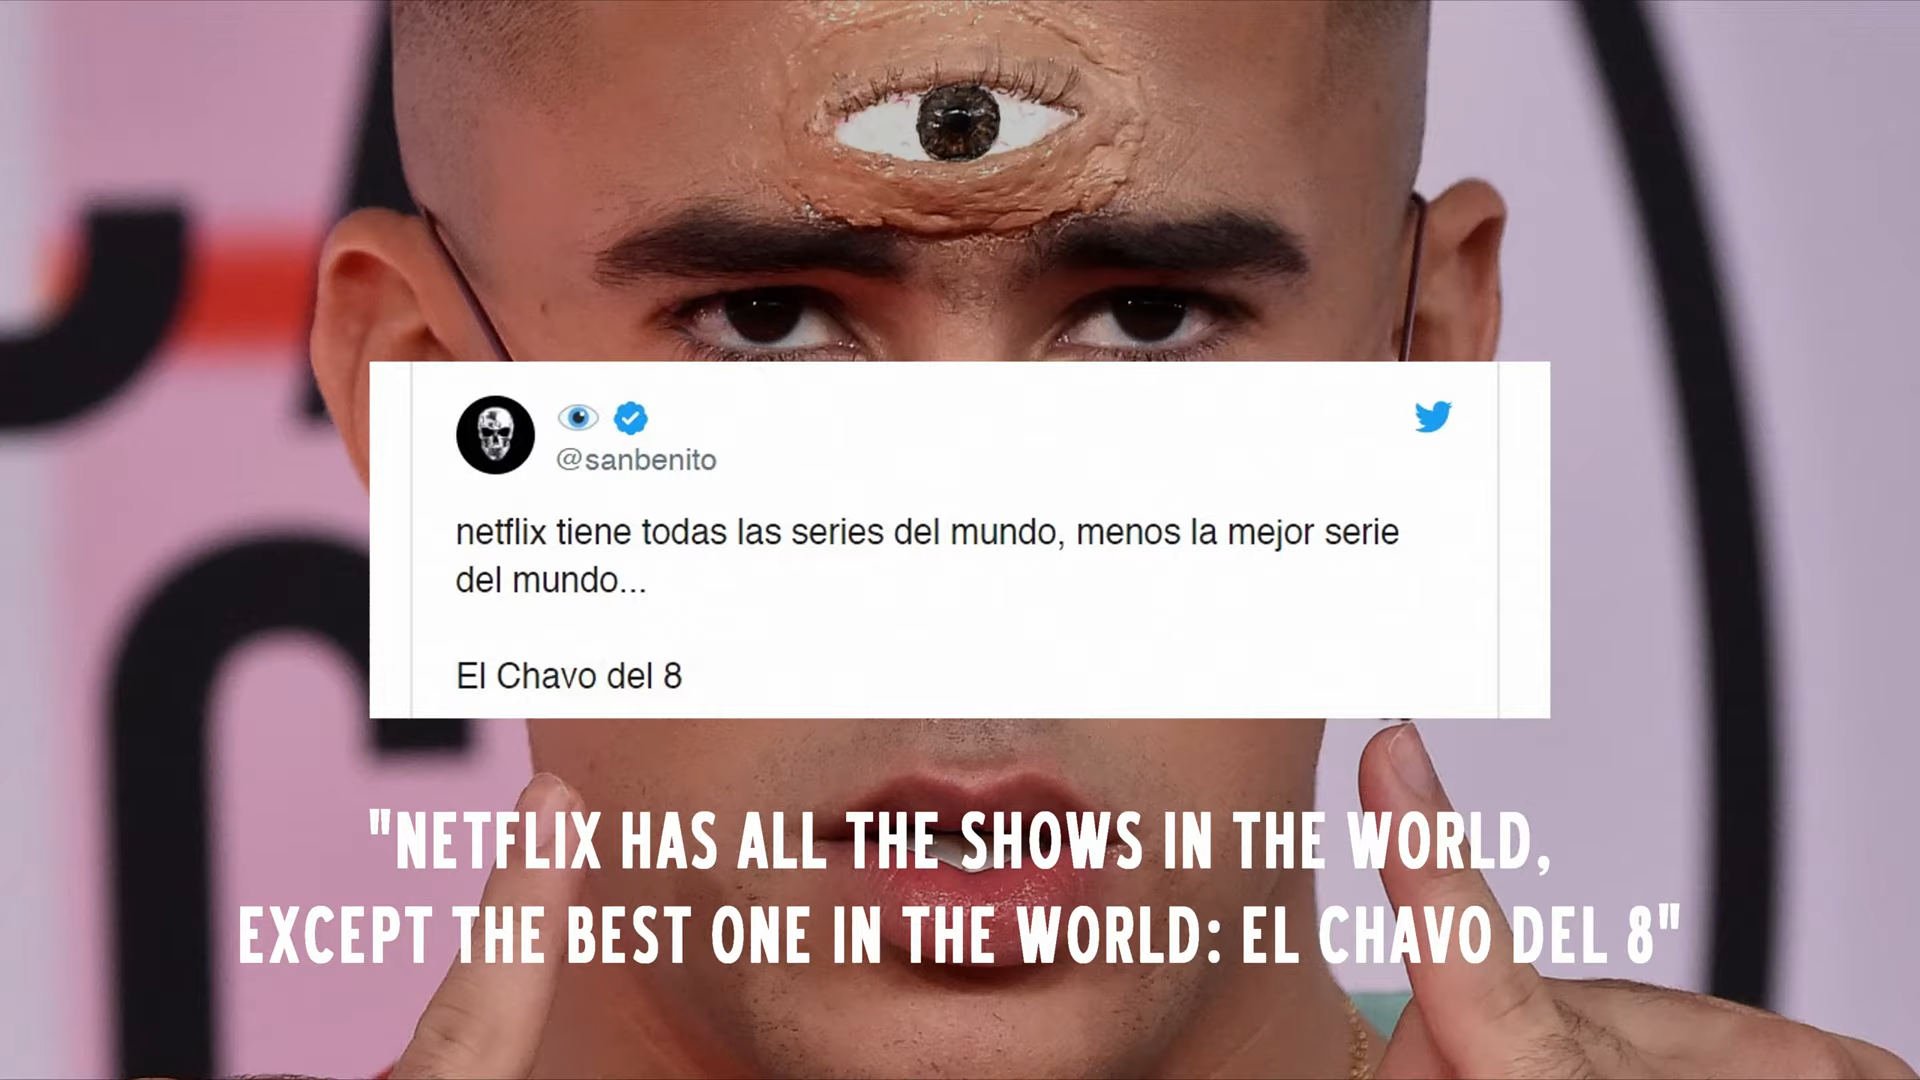 @sanbenito
netflix tiene todas las series del mundo, menos la mejor serie
del mundo...
El Chavo del 8
"NETFLIX HAS ALL THE SHOWS IN THE WORLD,
EXCEPT THE BEST ONE IN THE WORLD: EL CHAVO DEL 8"